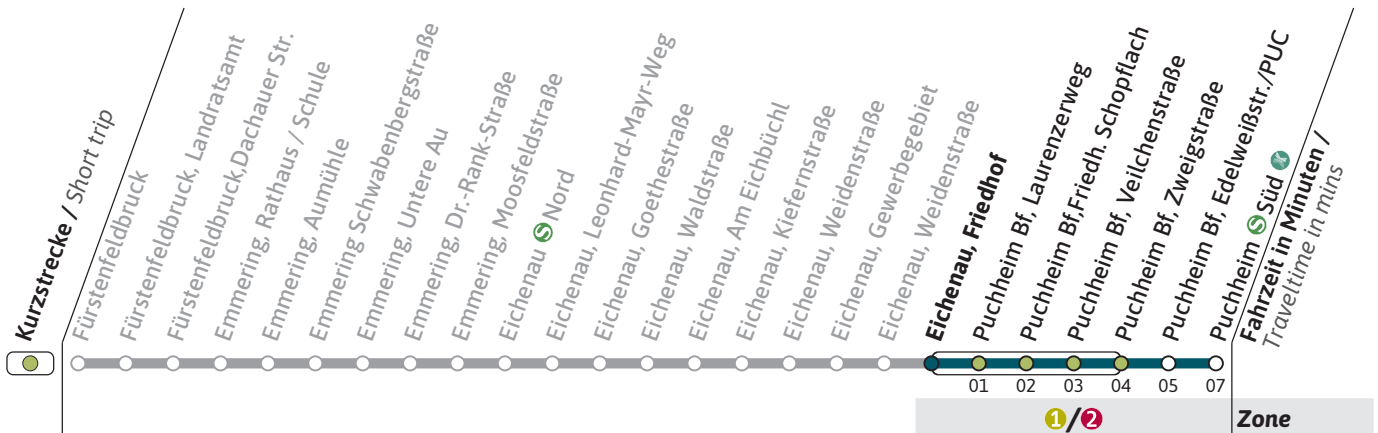 Kurzstrecke / Short trip
Fürstenfeldbruck
Fürstenfeldbruck, Landratsamt
Fürstenfeldbruck,Dachauer Str.
Emmering, Rathaus / Schule
Emmering, Aumühle
Emmering Schwabenbergstraße
Emmering, Untere Au
Emmering, Dr.-Rank-Straße
Emmering, Moosfeldstraße
Eichenau S Nord
Eichenau, Leonhard-Mayr-Weg
Eichenau, Goethestraße
Eichenau, Waldstraße
Eichenau, Am Eichbüchl
Eichenau, Kiefernstraße
Eichenau, Weidenstraße
Eichenau, Gewerbegebiet
Eichenau, Weidenstraße
Eichenau, Friedhof
Puchheim Bf, Laurenzerweg
Puchheim Bf,Friedh. Schopflach
Puchheim Bf, Veilchenstraße
Puchheim Bf, Zweigstraße
Puchheim Bf, Edelweißstr./PUC
Puchheim S Süd
Fahrzeit in Minuten /
Traveltime in mins
01 02 03 04 05 07
1/2 Zone